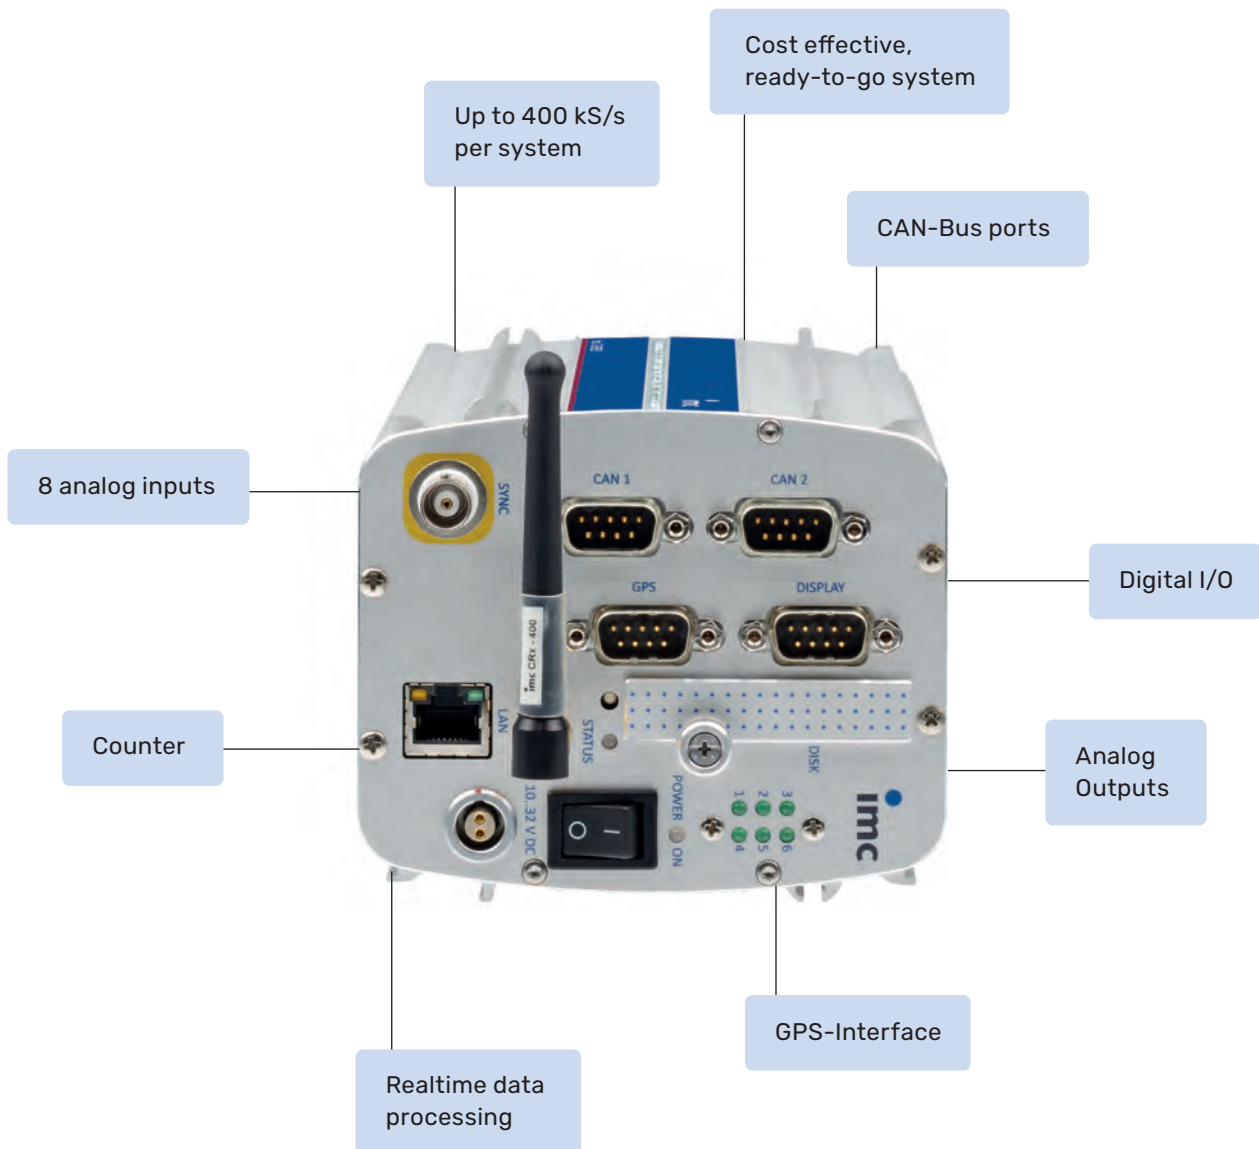 Cost effective,
ready-to-go system
Up to 400 kS/s
per system
CAN-Bus ports
8 analog inputs
SYNC
CAN 1
CAN 2
Digital I/O
GPS
DISPLAY
imc CRx - 400
LAN
STATUS
DISK
Counter
Analog
Outputs
10..32 V DC
O I
POWER ON
1 2 3
4 5 6
imc
GPS-Interface
Realtime data
processing